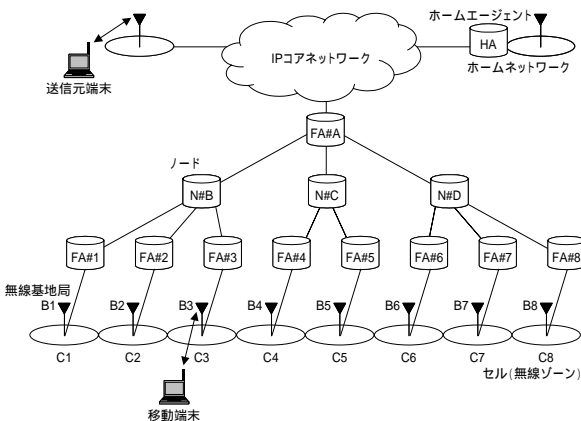 ホームエージェント
HA
IPコアネットワーク
送信元端末
ホームネットワーク
FA#A
ノード
N#B
N#C
N#D
FA#1
FA#2
FA#3
FA#4
FA#5
FA#6
FA#7
FA#8
無線基地局
B1
B2
B3
B4
B5
B6
B7
B8
C1
C2
C3
C4
C5
C6
C7
C8
セル(無線ゾーン)
移動端末